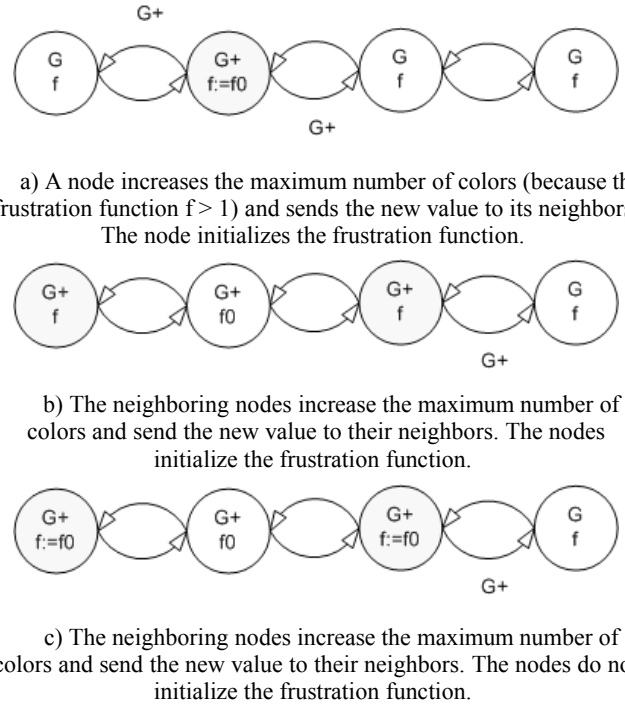 G+
G
f
G+
f:=f0
G
f
G
f
G+
a) A node increases the maximum number of colors (because th
frustration function f > 1) and sends the new value to its neighbors
The node initializes the frustration function.
G+
f
G+
f0
G+
f
G
f
G+
b) The neighboring nodes increase the maximum number of
colors and send the new value to their neighbors. The nodes
initialize the frustration function.
G+
f:=f0
G+
f0
G+
f:=f0
G
f
G+
c) The neighboring nodes increase the maximum number of
colors and send the new value to their neighbors. The nodes do no
initialize the frustration function.